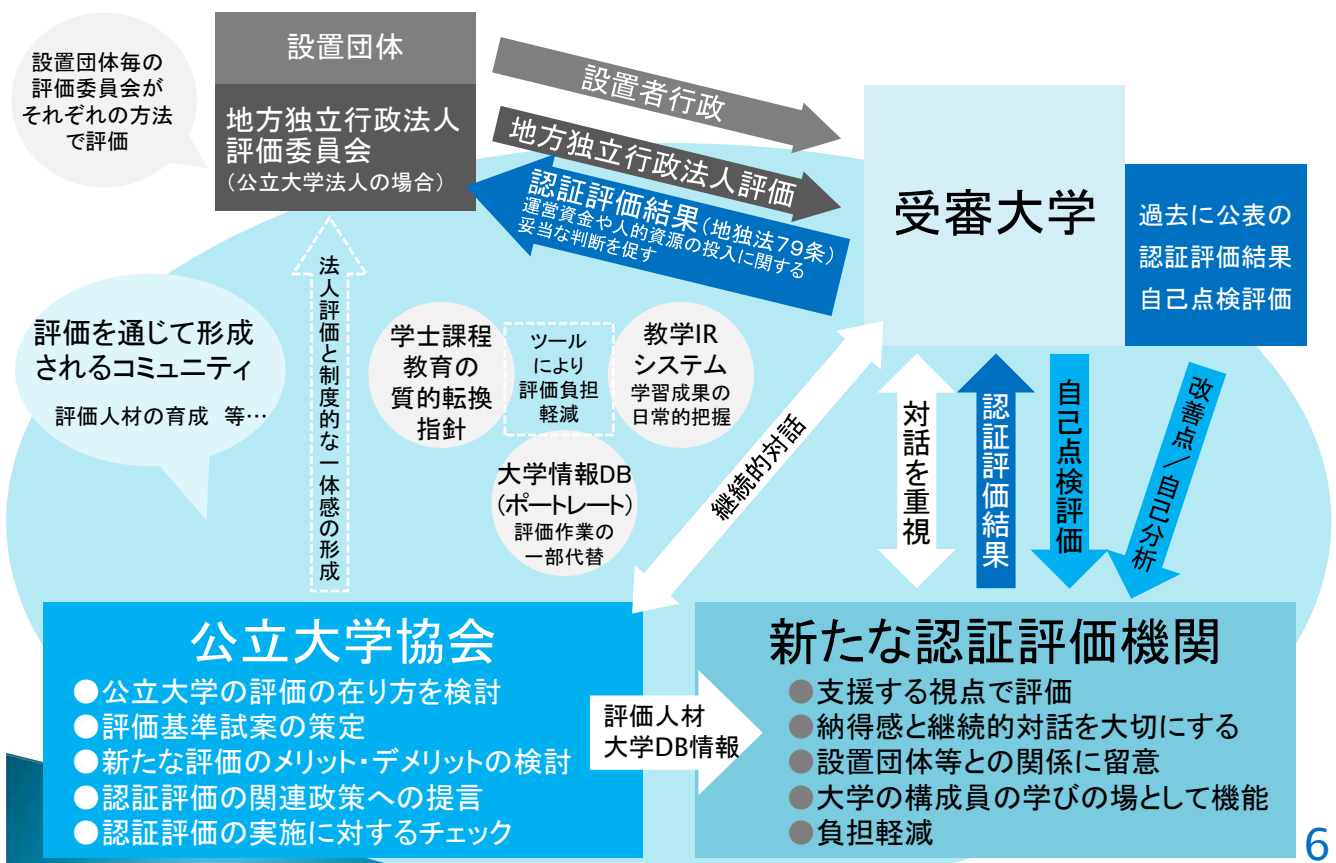 設置団体毎の
評価委員会が
それぞれの方法
で評価
設置団体
地方独立行政法人
評価委員会
（公立大学法人の場合）
設置者行政
地方独立行政法人評価
認証評価結果（地独法７９条）
運営資金や人的資源の投入に関する
妥当な判断を促す
受審大学
過去に公表の
認証評価結果
自己点検評価
評価を通じて形成
されるコミュニティ
評価人材の育成　等…
法人評価と制度的な一体感の形成
学士課程
教育の
質的転換
指針
ツール
により
評価負担
軽減
教学IR
システム
学習成果の
日常的把握
大学情報DB
（ポートレート）
評価作業の
一部代替
継続的対話
対話を重視
認証評価結果
自己点検評価
改善点／自己分析
公立大学協会
●公立大学の評価の在り方を検討
●評価基準試案の策定
●新たな評価のメリット・デメリットの検討
●認証評価の関連政策への提言
●認証評価の実施に対するチェック
評価人材
大学DB情報
新たな認証評価機関
●支援する視点で評価
●納得感と継続的対話を大切にする
●設置団体等との関係に留意
●大学の構成員の学びの場として機能
●負担軽減
6